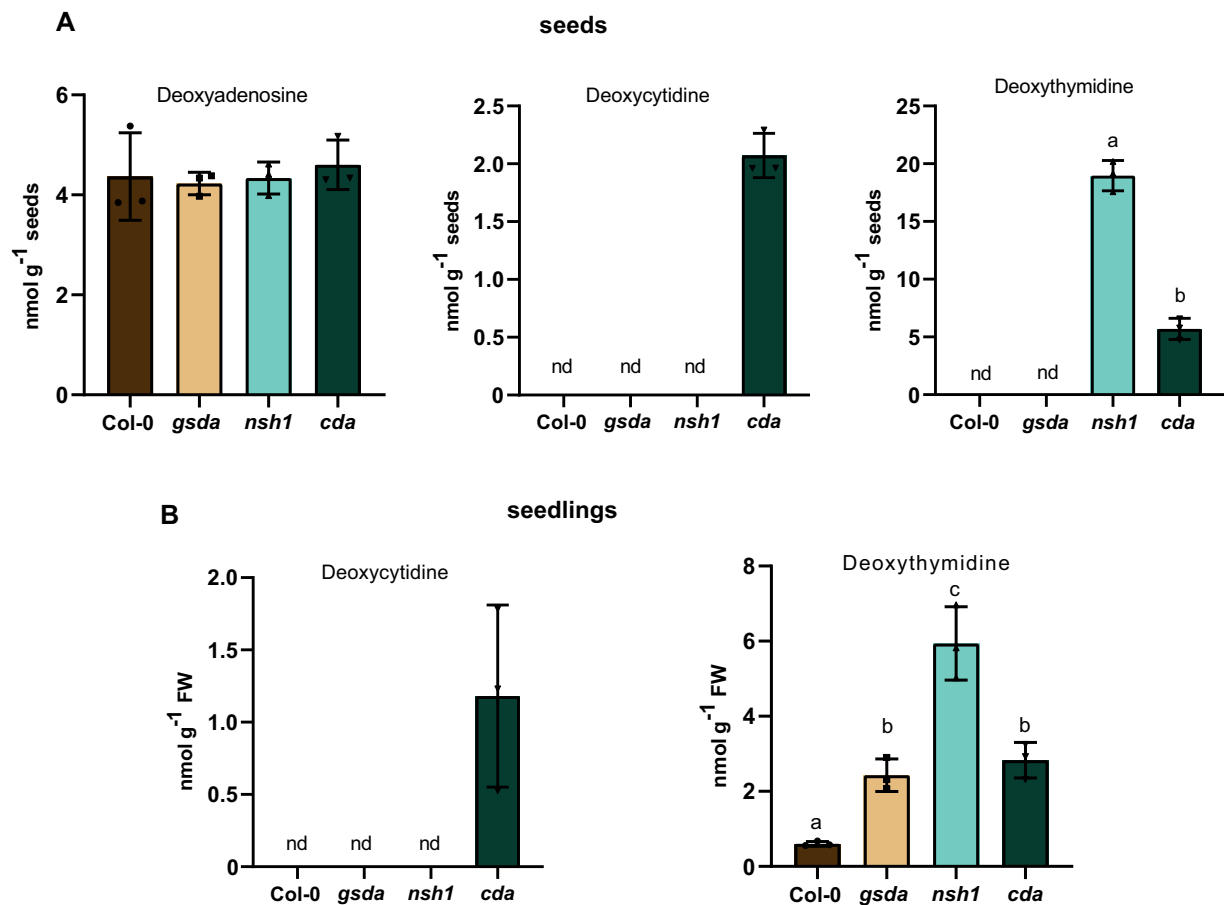 A
seeds
Deoxyadenosine
nmol g-1 seeds
6
4
2
0
Col-0 gsda nsh1 cda
Deoxycytidine
nmol g-1 seeds
2.5
2.0
1.5
1.0
0.5
0.0
nd nd nd
Col-0 gsda nsh1 cda
Deoxythymidine
nmol g-1 seeds
25
20
15
10
5
0
a
b
nd nd
Col-0 gsda nsh1 cda
B
seedlings
Deoxycytidine
nmol g-1 FW
2.0
1.5
1.0
0.5
0
nd nd nd
Col-0 gsda nsh1 cda
Deoxythymidine
nmol g-1 FW
8
6
4
2
0
c
b
b
a
Col-0 gsda nsh1 cda